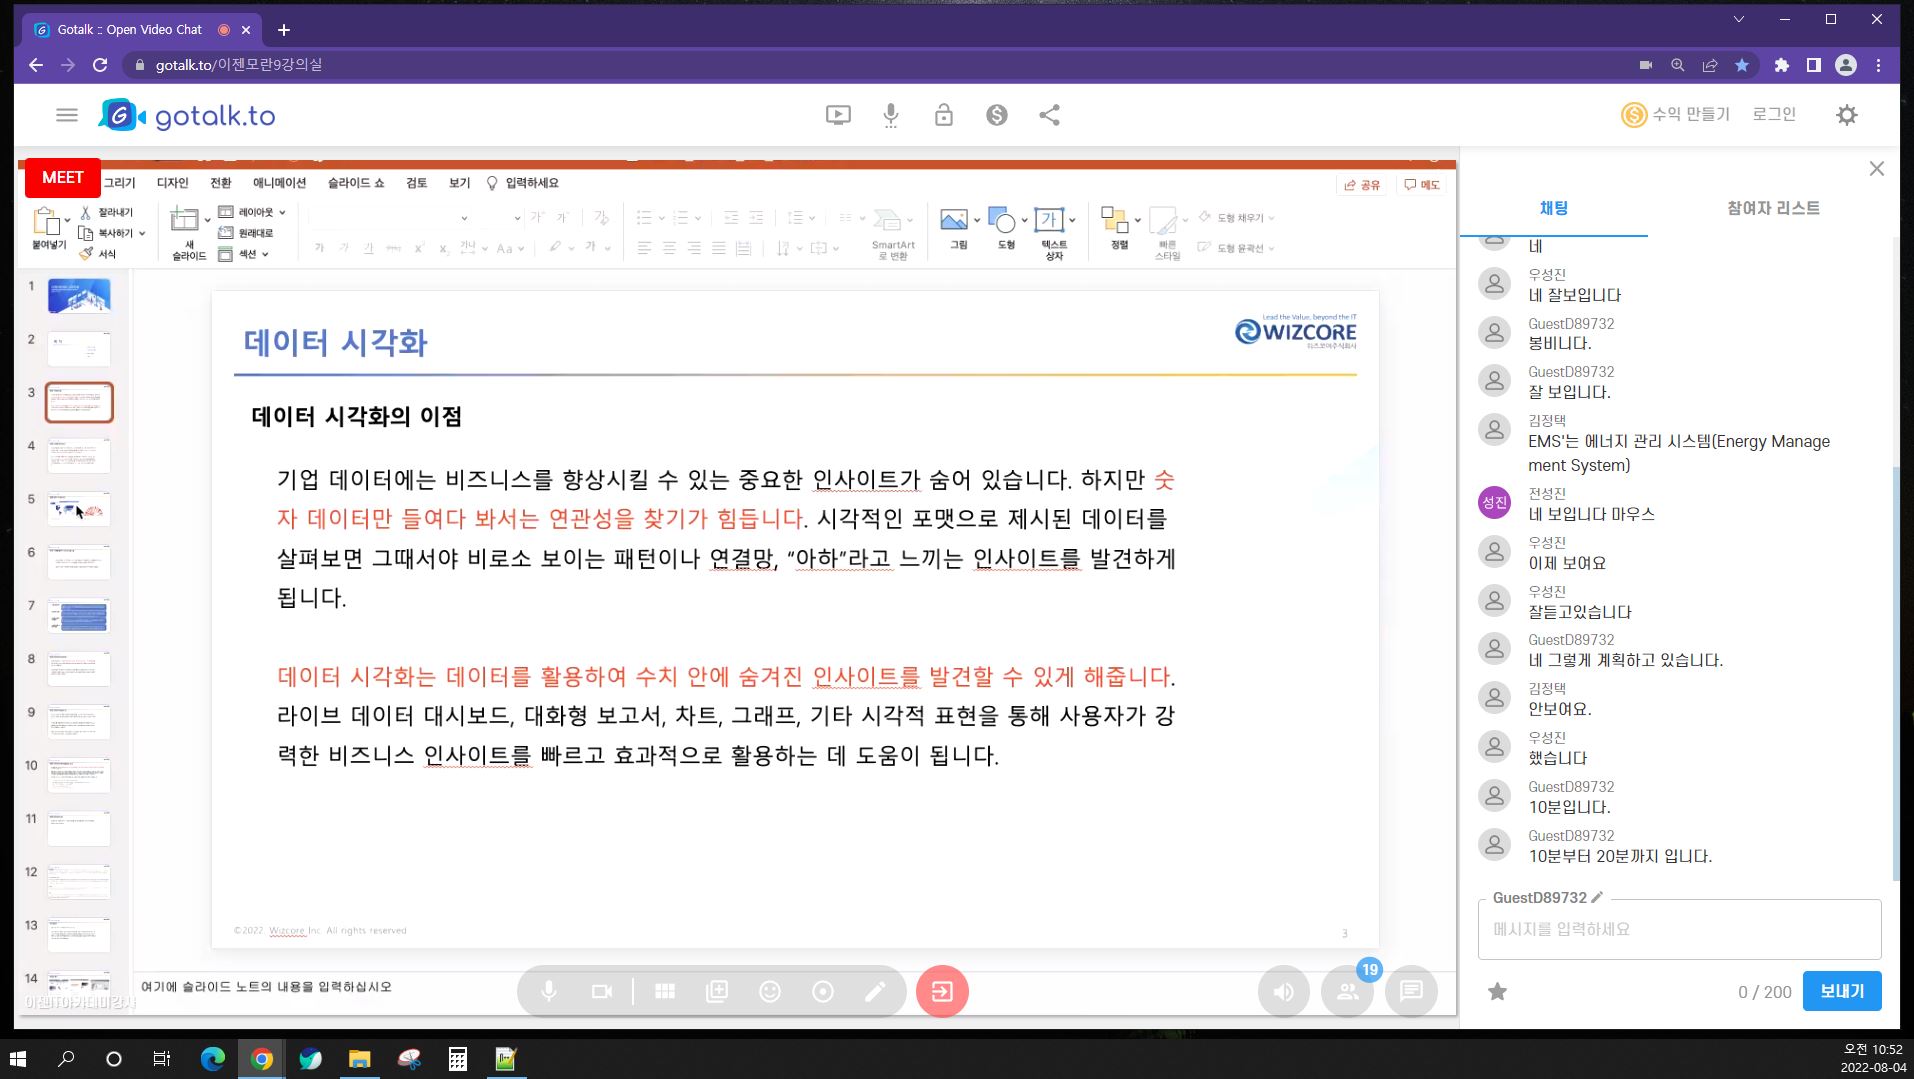 Gotalk :: Open Video Chat
gotalk.to/이젠모란9강의실
gotalk.to
수익 만들기
로그인
MEET
그리기
디자인
전환
애니메이션
슬라이드 쇼
검토
보기
입력하세요
공유
메모
붙여넣기
잘라내기
복사하기
서식
새
슬라이드
레이아웃
원래대로
섹션
SmartArt
로 변환
그림
도형
텍스트
상자
정렬
빠른
스타일
도형 채우기
도형 윤곽선
1
2
3
4
5
6
7
8
9
10
11
12
13
14
데이터 시각화
Lead the Value, beyond the IT
WIZCORE
위즈코어주식회사
데이터 시각화의 이점
기업 데이터에는 비즈니스를 향상시킬 수 있는 중요한 인사이트가 숨어 있습니다. 하지만 숫
자 데이터만 들여다 봐서는 연관성을 찾기가 힘듭니다. 시각적인 포맷으로 제시된 데이터를
살펴보면 그때서야 비로소 보이는 패턴이나 연결망, “아하”라고 느끼는 인사이트를 발견하게
됩니다.
데이터 시각화는 데이터를 활용하여 수치 안에 숨겨진 인사이트를 발견할 수 있게 해줍니다.
라이브 데이터 대시보드, 대화형 보고서, 차트, 그래프, 기타 시각적 표현을 통해 사용자가 강
력한 비즈니스 인사이트를 빠르고 효과적으로 활용하는 데 도움이 됩니다.
©2022. Wizcore Inc. All rights reserved
3
여기에 슬라이드 노트의 내용을 입력하십시오
이젠IT아카데미강사
19
채팅
참여자 리스트
네
우성진
네 잘보입니다
GuestD89732
봉비니다.
GuestD89732
잘 보입니다.
김정택
EMS'는 에너지 관리 시스템(Energy Manage
ment System)
성진
전성진
네 보입니다 마우스
우성진
이제 보여요
우성진
잘듣고있습니다
GuestD89732
네 그렇게 계획하고 있습니다.
김정택
안보여요.
우성진
했습니다
GuestD89732
10분입니다.
GuestD89732
10분부터 20분까지 입니다.
GuestD89732
메시지를 입력하세요
0 / 200
보내기
오전 10:52
2022-08-04